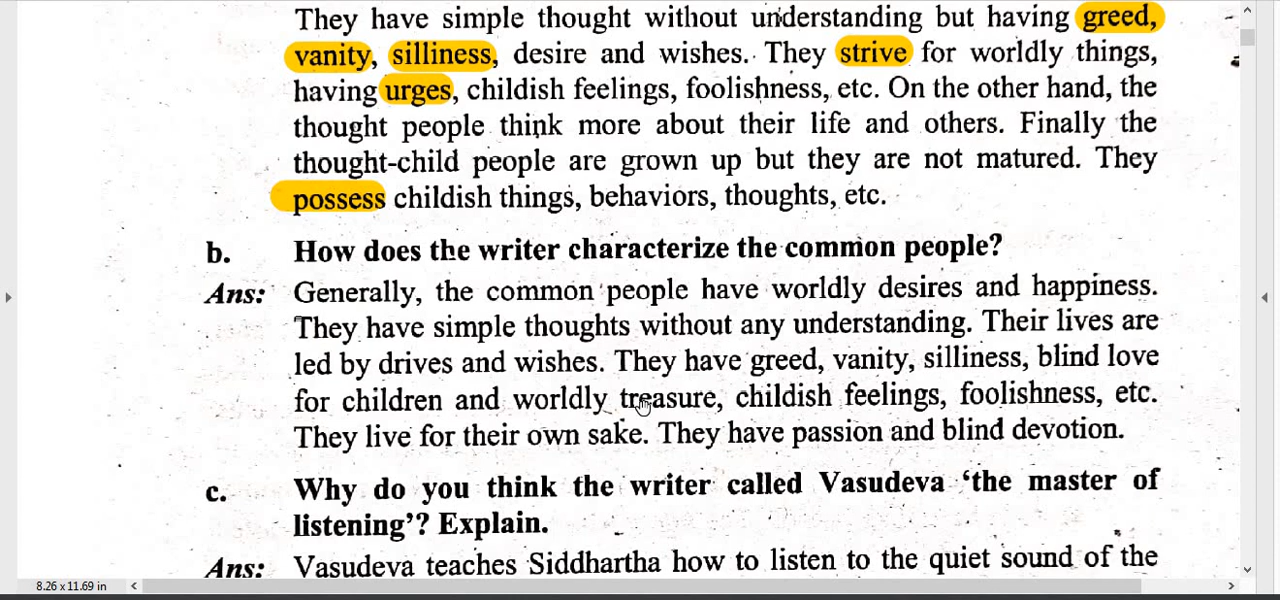 They have simple thought without understanding but having greed,
vanity, silliness, desire and wishes. They strive for worldly things,
having urges, childish feelings, foolishness, etc. On the other hand, the
thought people think more about their life and others. Finally the
thought-child people are grown up but they are not matured. They
possess childish things, behaviors, thoughts, etc.
b. How does the writer characterize the common people?
Ans: Generally, the common people have worldly desires and happiness.
They have simple thoughts without any understanding. Their lives are
led by drives and wishes. They have greed, vanity, silliness, blind love
for children and worldly treasure, childish feelings, foolishness, etc.
They live for their own sake. They have passion and blind devotion.
c. Why do you think the writer called Vasudeva ‘the master of
listening’? Explain.
Ans: Vasudeva teaches Siddhartha how to listen to the quiet sound of the
8.26 x 11.69 in